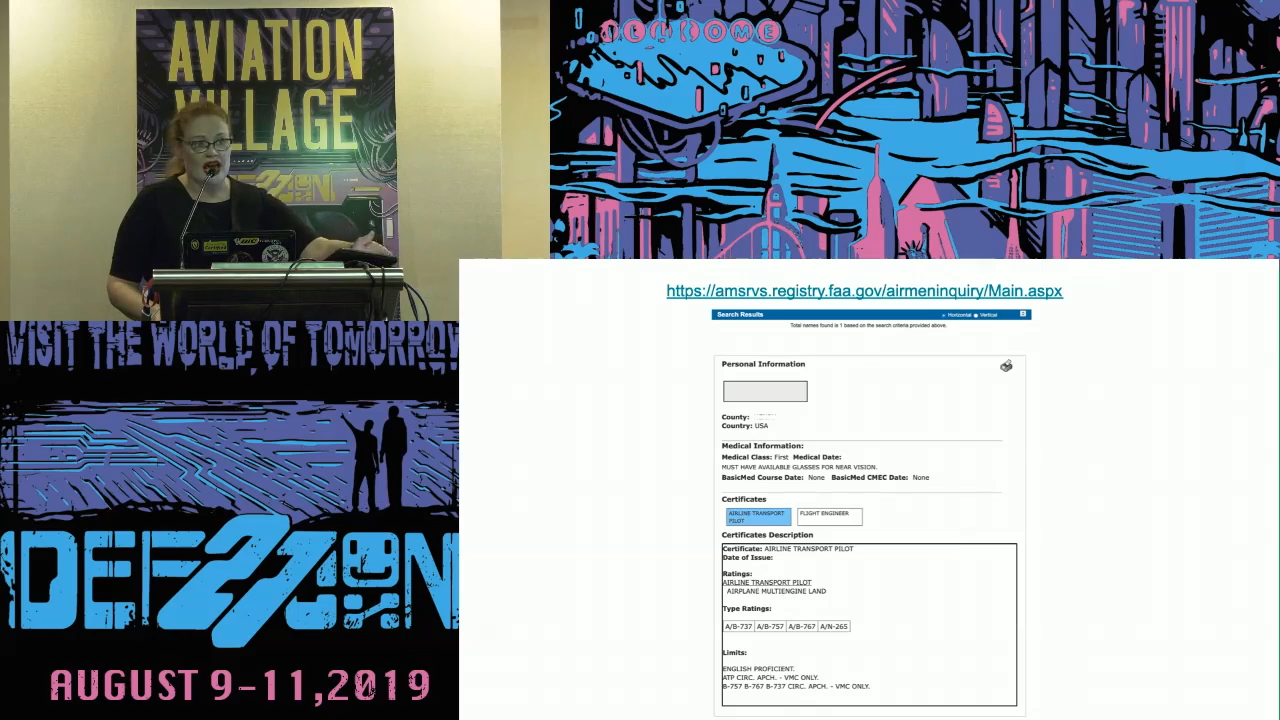 AVIATION
VILLAGE
WELCOME
https://amsrvs.registry.faa.gov/airmeninquiry/Main.aspx
Search Results
Horizontal Vertical
Total names found is 1 based on the search criteria provided above.
Personal Information
County:
Country: USA
Medical Information:
Medical Class: First Medical Date:
MUST HAVE AVAILABLE GLASSES FOR NEAR VISION.
BasicMed Course Date: None BasicMed CMEC Date: None
Certificates
AIRLINE TRANSPORT
PILOT
FLIGHT ENGINEER
Certificates Description
Certificate: AIRLINE TRANSPORT PILOT
Date of Issue:
Ratings:
AIRLINE TRANSPORT PILOT
AIRPLANE MULTIENGINE LAND
Type Ratings:
A/B-737 A/B-757 A/B-767 A/N-265
Limits:
ENGLISH PROFICIENT.
ATP CIRC. APCH. - VMC ONLY.
B-757 B-767 B-737 CIRC. APCH. - VMC ONLY.
VISIT THE WORLD OF TOMORROW
DEF CON
27
AUGUST 9-11,2019